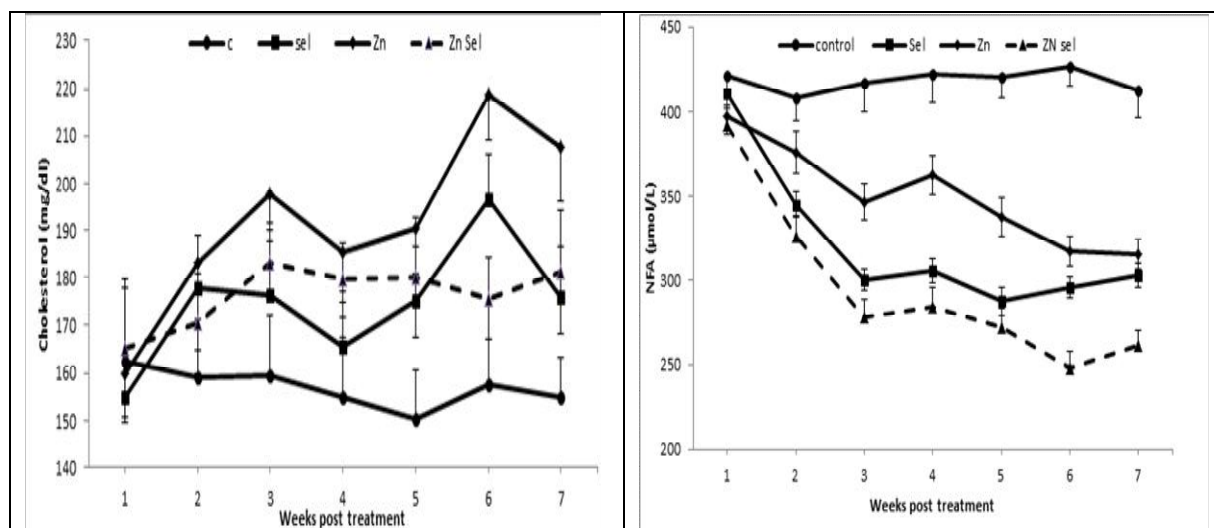 230
220
210
200
190
180
170
160
150
140
Cholesterol (mg/dl)
c sel Zn Zn Sel
1 2 3 4 5 6 7
Weeks post treatment
450
400
350
300
250
200
NFA (µmol/L)
control Sel Zn ZN sel
1 2 3 4 5 6 7
Weeks post treatment